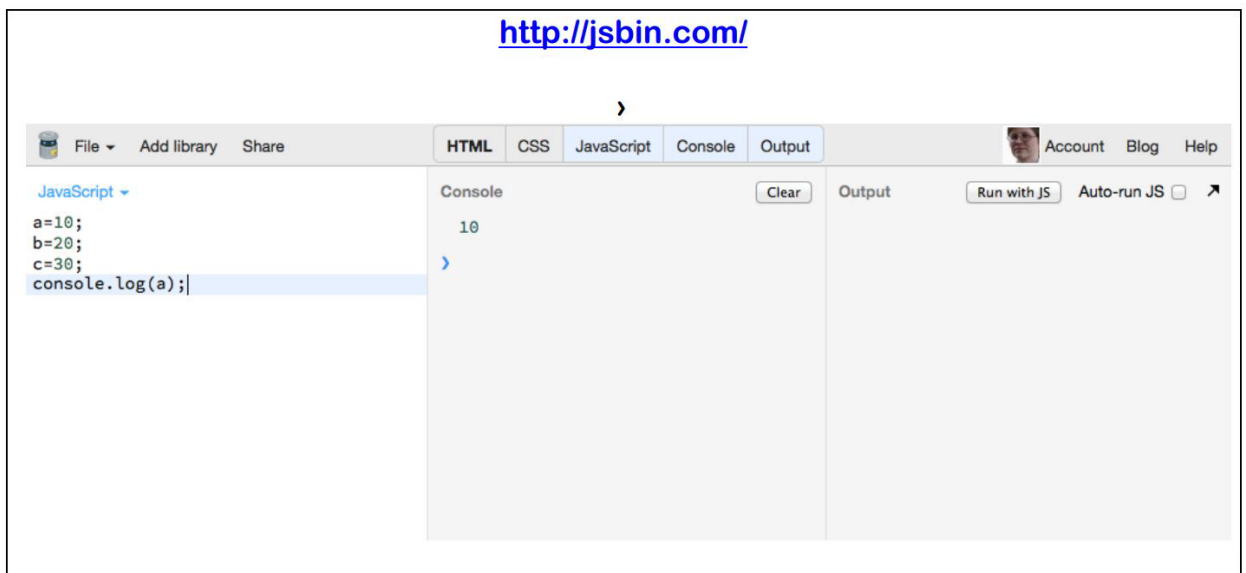 http://jsbin.com/
›
File Add library Share HTML CSS JavaScript Console Output Account Blog Help
JavaScript Console Clear Output Run with JS Auto-run JS
a=10;
b=20;
c=30;
console.log(a);
10
›